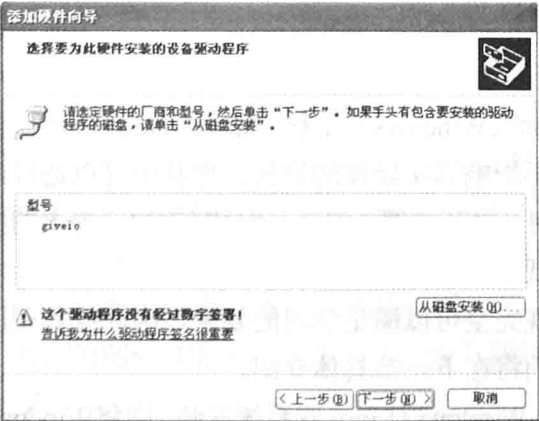 添加硬件向导
选择要为此硬件安装的设备驱动程序
请选定硬件的厂商和型号，然后单击“下一步”。如果手头有包含要安装的驱动
程序的磁盘，请单击“从磁盘安装”。
型号
giveio
这个驱动程序没有经过数字签署！
告诉我为什么驱动程序签名很重要
从磁盘安装(H)...
<上一步(B) 下一步(N)> 取消